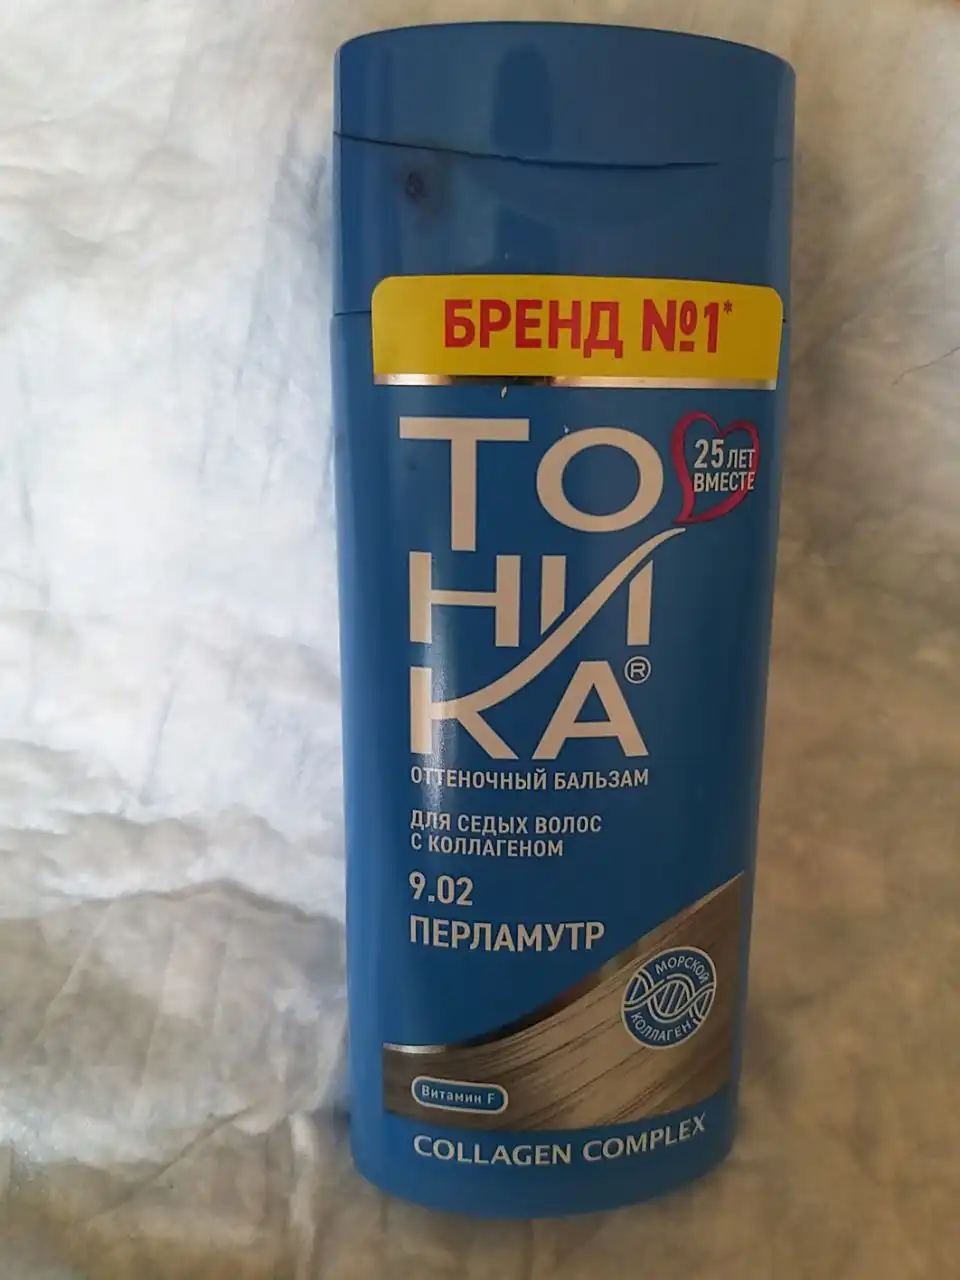 БРЕНД №1*
ТО
НИ
КА®
25 ЛЕТ
ВМЕСТЕ
ОТТЕНОЧНЫЙ БАЛЬЗАМ
ДЛЯ СЕДЫХ ВОЛОС
С КОЛЛАГЕНОМ
9.02
ПЕРЛАМУТР
МОРСКОЙ
КОЛЛАГЕН
Витамин F
COLLAGEN COMPLEX